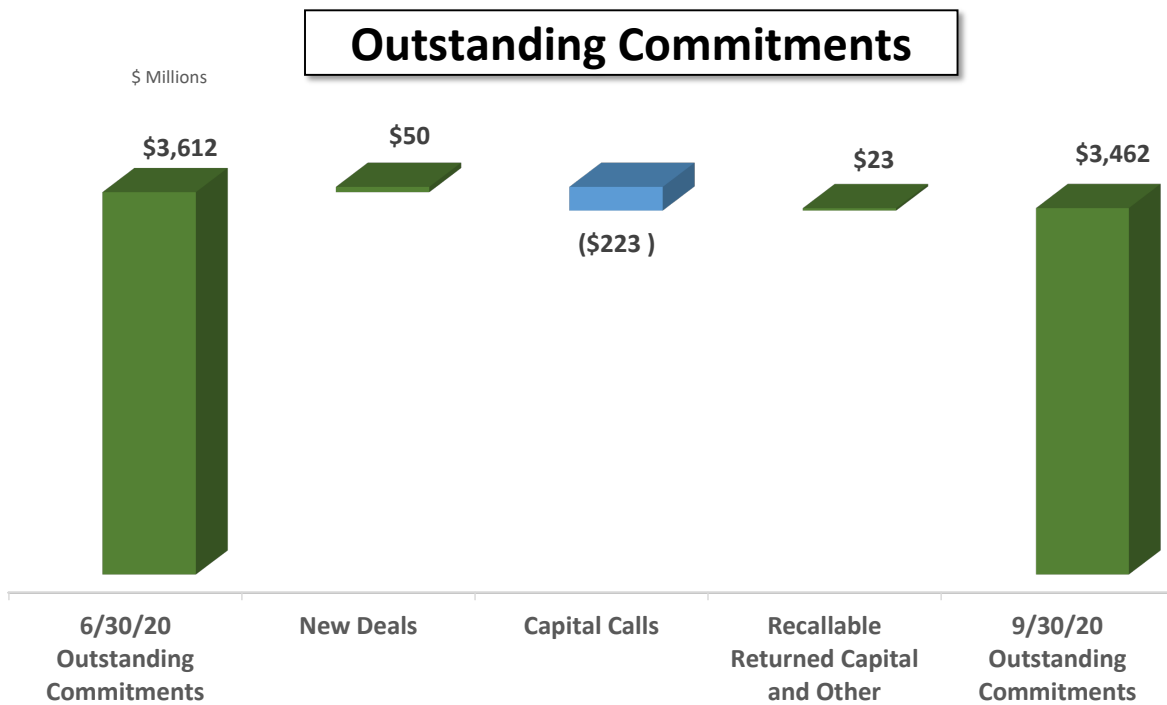 Outstanding Commitments
$ Millions
$3,612
$50
($223 )
$23
$3,462
6/30/20
Outstanding
Commitments
New Deals
Capital Calls
Recallable
Returned Capital
and Other
9/30/20
Outstanding
Commitments